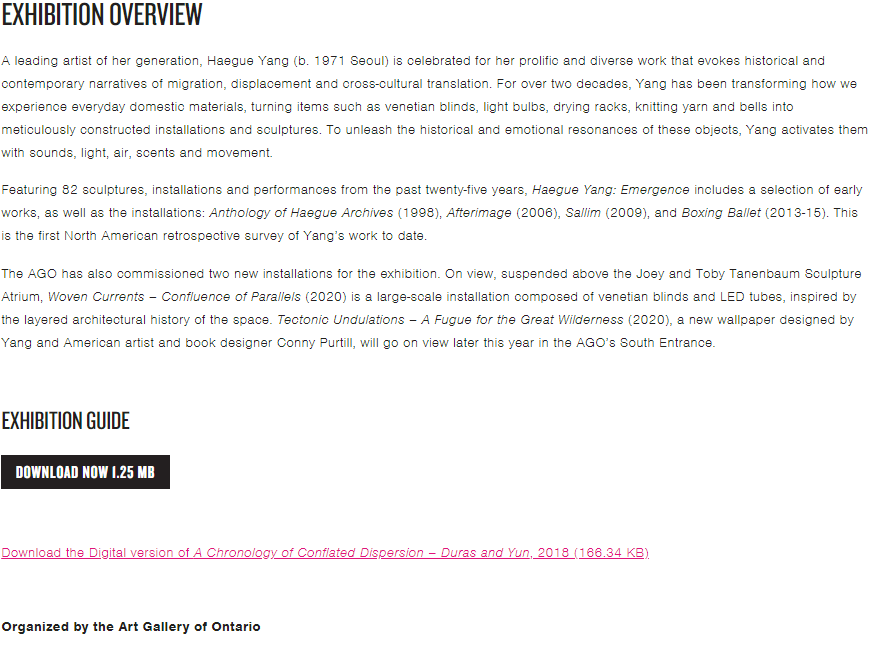 EXHIBITION OVERVIEW
A leading artist of her generation, Haegue Yang (b. 1971 Seoul) is celebrated for her prolific and diverse work that evokes historical and
contemporary narratives of migration, displacement and cross-cultural translation. For over two decades, Yang has been transforming how we
experience everyday domestic materials, turning items such as venetian blinds, light bulbs, drying racks, knitting yarn and bells into
meticulously constructed installations and sculptures. To unleash the historical and emotional resonances of these objects, Yang activates them
with sounds, light, air, scents and movement.
Featuring 82 sculptures, installations and performances from the past twenty-five years, Haegue Yang: Emergence includes a selection of early
works, as well as the installations: Anthology of Haegue Archives (1998), Afterimage (2006), Sallim (2009), and Boxing Ballet (2013-15). This
is the first North American retrospective survey of Yang's work to date.
The AGO has also commissioned two new installations for the exhibition. On view, suspended above the Joey and Toby Tanenbaum Sculpture
Atrium, Woven Currents – Confluence of Parallels (2020) is a large-scale installation composed of venetian blinds and LED tubes, inspired by
the layered architectural history of the space. Tectonic Undulations – A Fugue for the Great Wilderness (2020), a new wallpaper designed by
Yang and American artist and book designer Conny Purtill, will go on view later this year in the AGO's South Entrance.
EXHIBITION GUIDE
DOWNLOAD NOW 1.25 MB
Download the Digital version of A Chronology of Conflated Dispersion – Duras and Yun, 2018 (166.34 KB)
Organized by the Art Gallery of Ontario